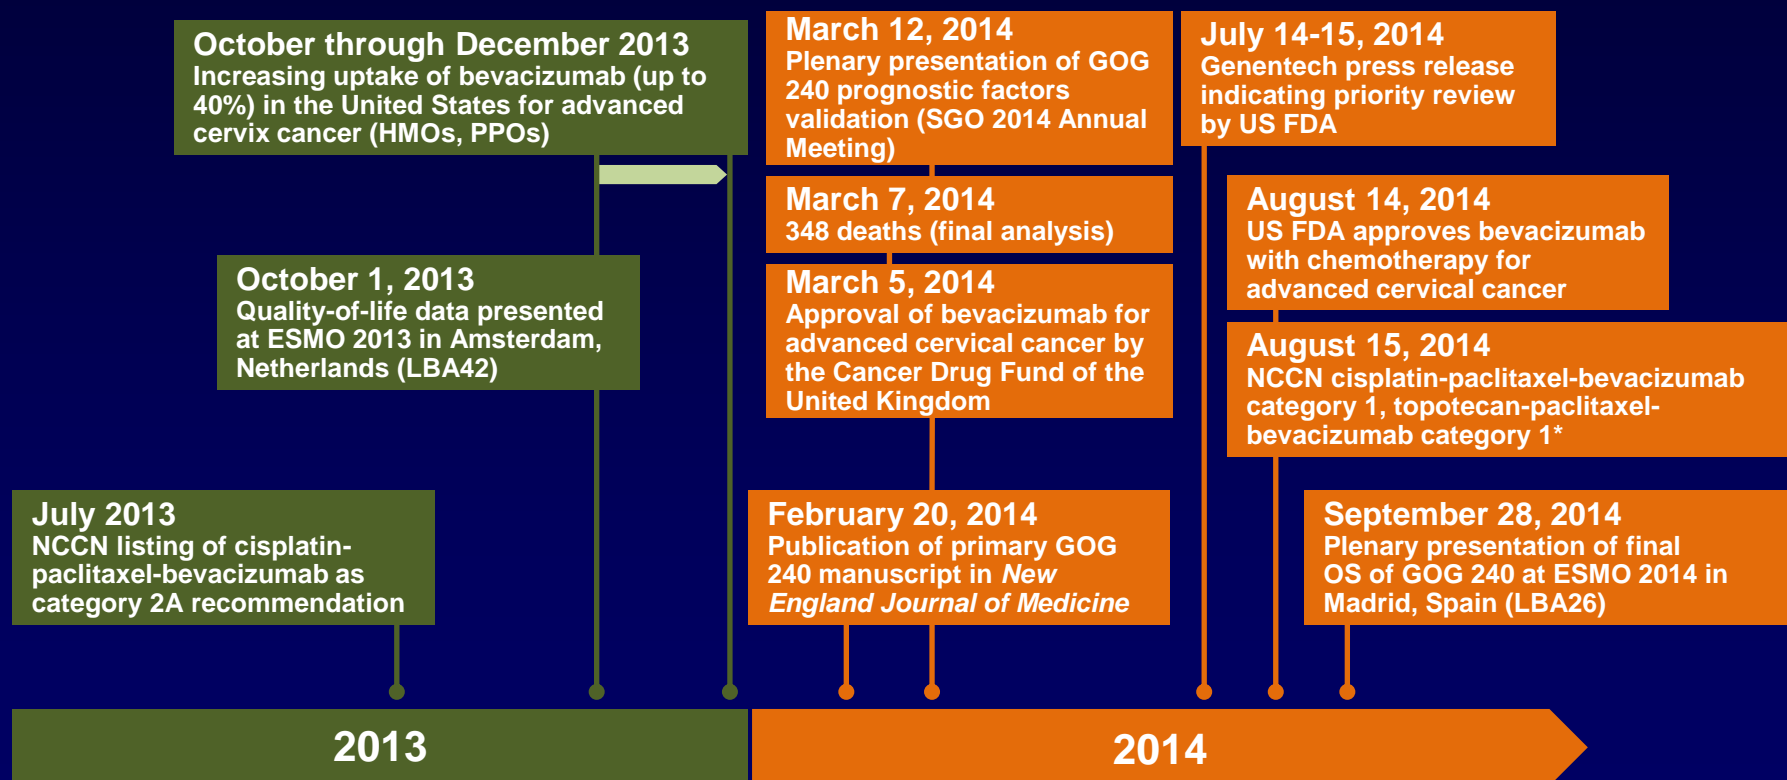 October through December 2013
Increasing uptake of bevacizumab (up to
40%) in the United States for advanced
cervix cancer (HMOs, PPOs)
October 1, 2013
Quality-of-life data presented
at ESMO 2013 in Amsterdam,
Netherlands (LBA42)
July 2013
NCCN listing of cisplatin-
paclitaxel-bevacizumab as
category 2A recommendation
March 12, 2014
Plenary presentation of GOG
240 prognostic factors
validation (SGO 2014 Annual
Meeting)
March 7, 2014
348 deaths (final analysis)
March 5, 2014
Approval of bevacizumab for
advanced cervical cancer by
the Cancer Drug Fund of the
United Kingdom
February 20, 2014
Publication of primary GOG
240 manuscript in New
England Journal of Medicine
July 14-15, 2014
Genentech press release
indicating priority review
by US FDA
August 14, 2014
US FDA approves bevacizumab
with chemotherapy for
advanced cervical cancer
August 15, 2014
NCCN cisplatin-paclitaxel-bevacizumab
category 1, topotecan-paclitaxel-
bevacizumab category 1*
September 28, 2014
Plenary presentation of final
OS of GOG 240 at ESMO 2014 in
Madrid, Spain (LBA26)
2013
2014